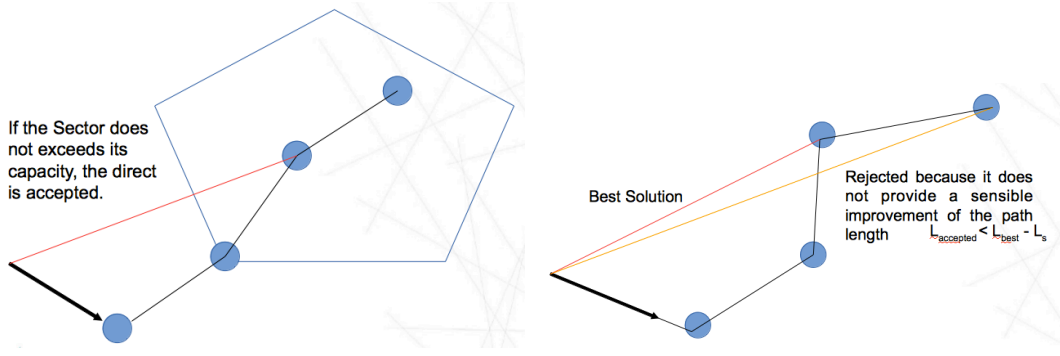 If the Sector does
not exceeds its
capacity, the direct
is accepted.
Best Solution
Rejected because it does
not provide a sensible
improvement of the path
length L_accepted < L_best - L_s